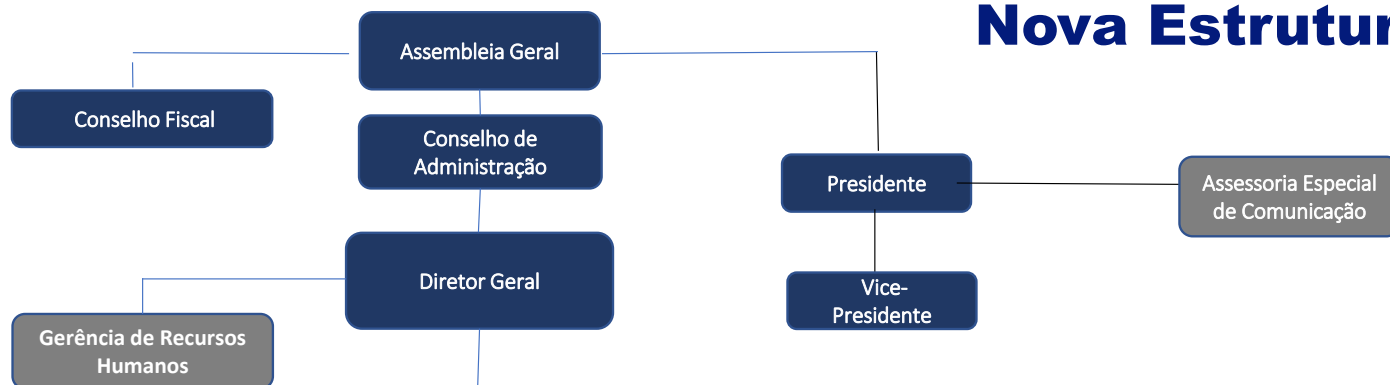 Nova Estrutur
Assembleia Geral
Conselho Fiscal
Conselho de
Administração
Presidente
Assessoria Especial
de Comunicação
Diretor Geral
Vice-
Presidente
Gerência de Recursos
Humanos